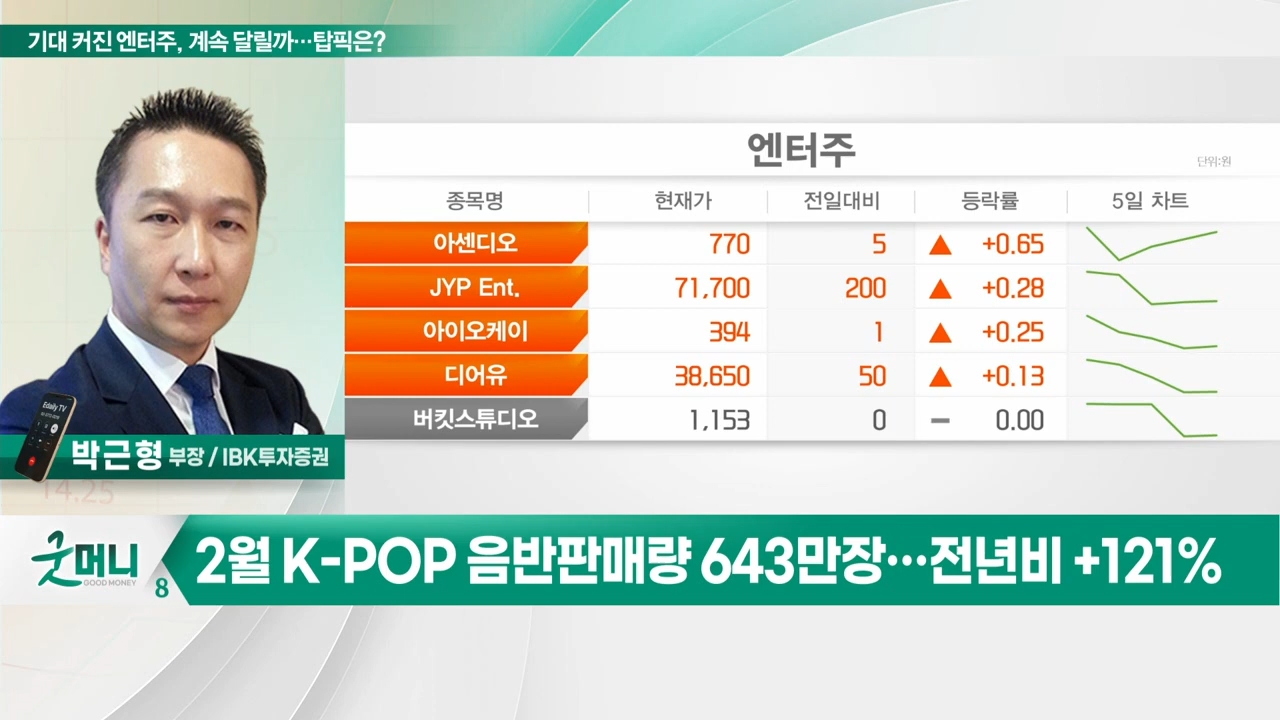 기대 커진 엔터주, 계속 달릴까…탑픽은?
엔터주
단위:원
종목명 현재가 전일대비 등락률 5일 차트
아센디오 770 5 ▲ +0.65
JYP Ent. 71,700 200 ▲ +0.28
아이오케이 394 1 ▲ +0.25
디어유 38,650 50 ▲ +0.13
버킷스튜디오 1,153 0 – 0.00
Edaily TV
박근형 부장 / IBK투자증권
14.25
굿머니
GOOD MONEY
8
2월 K-POP 음반판매량 643만장…전년비 +121%